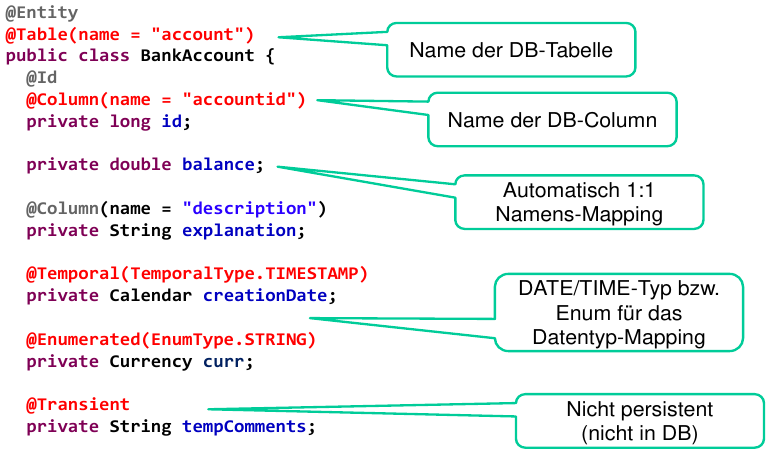 @Entity
@Table(name = "account")
Name der DB-Tabelle
public class BankAccount {
@Id
@Column(name = "accountid")
Name der DB-Column
private long id;
private double balance;
Automatisch 1:1
Namens-Mapping
@Column(name = "description")
private String explanation;
@Temporal(TemporalType.TIMESTAMP)
private Calendar creationDate;
DATE/TIME-Typ bzw.
Enum für das
Datentyp-Mapping
@Enumerated(EnumType.STRING)
private Currency curr;
@Transient
private String tempComments;
Nicht persistent
(nicht in DB)